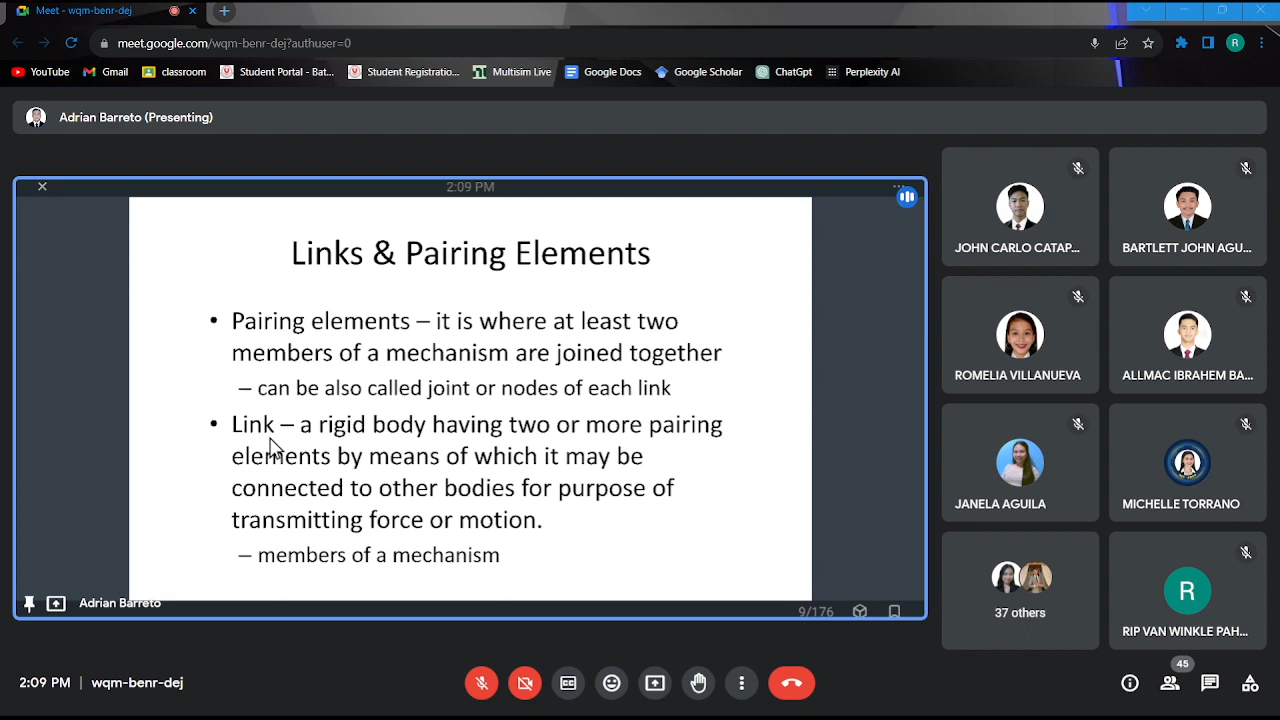 Meet - wqm-benr-dej
meet.google.com/wqm-benr-dej?authuser=0
R
YouTube
Gmail
classroom
Student Portal - Bat...
Student Registratio...
Multisim Live
Google Docs
Google Scholar
ChatGpt
Perplexity AI
Adrian Barreto (Presenting)
2:09 PM
Links & Pairing Elements
• Pairing elements – it is where at least two
members of a mechanism are joined together
– can be also called joint or nodes of each link
• Link – a rigid body having two or more pairing
elements by means of which it may be
connected to other bodies for purpose of
transmitting force or motion.
– members of a mechanism
Adrian Barreto
9/176
JOHN CARLO CATAP...
BARTLETT JOHN AGU...
ROMELIA VILLANUEVA
ALLMAC IBRAHEM BA...
JANELA AGUILA
MICHELLE TORRANO
37 others
R
RIP VAN WINKLE PAH...
2:09 PM | wqm-benr-dej
45